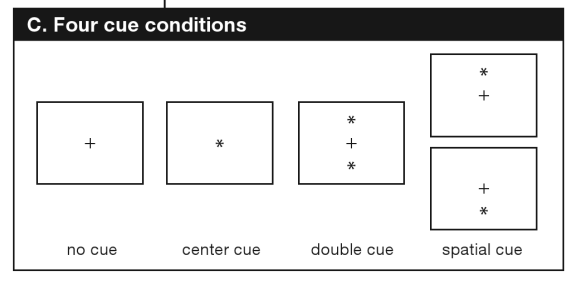 C. Four cue conditions
+
*
*
+
*
*
+
+
*
no cue
center cue
double cue
spatial cue